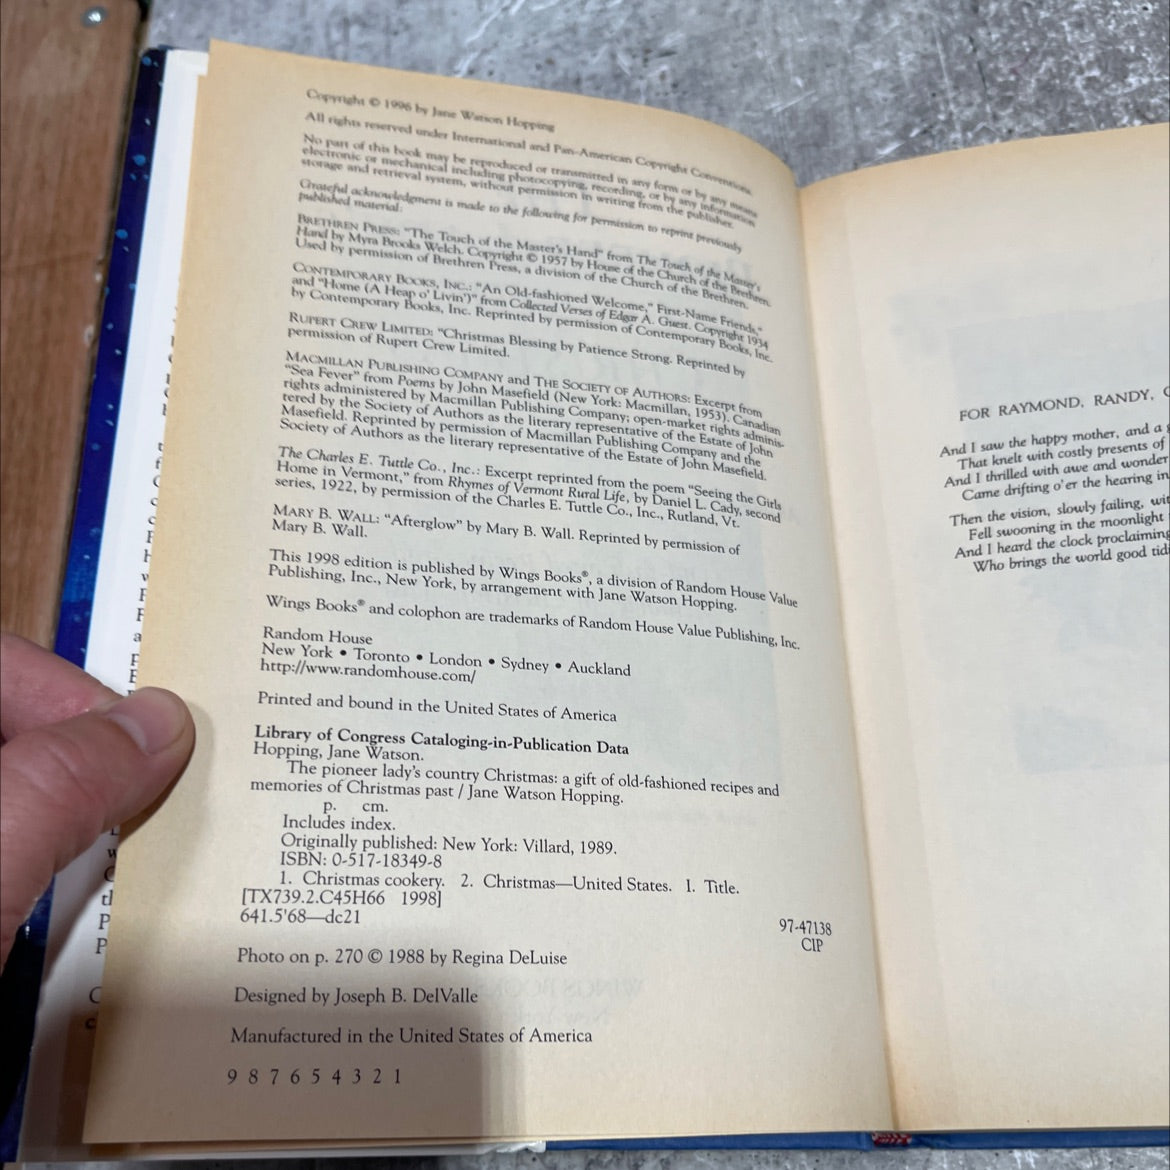 Copyright © 1996 by Jane Watson Hopping
All rights reserved under International and Pan-American Copyright Conventions.
No part of this book may be reproduced or transmitted in any form or by any means
electronic or mechanical including photocopying, recording, or by any information
storage and retrieval system, without permission in writing from the publisher.
Grateful acknowledgment is made to the following for permission to reprint previously
published material:
BRETHREN PRESS: "The Touch of the Master's Hand" from The Touch of the Master's
Hand by Myra Brooks Welch. Copyright © 1957 by House of the Church of the Brethren.
Used by permission of Brethren Press, a division of the Church of the Brethren.
CONTEMPORARY BOOKS, INC.: "An Old-fashioned Welcome," First-Name Friends,"
and "Home (A Heap o' Livin')" from Collected Verses of Edgar A. Guest. Copyright 1934
by Contemporary Books, Inc. Reprinted by permission of Contemporary Books, Inc.
RUPERT CREW LIMITED: "Christmas Blessing by Patience Strong. Reprinted by
permission of Rupert Crew Limited.
MACMILLAN PUBLISHING COMPANY and THE SOCIETY OF AUTHORS: Excerpt from
"Sea Fever" from Poems by John Masefield (New York: Macmillan, 1953). Canadian
rights administered by Macmillan Publishing Company; open-market rights adminis-
tered by the Society of Authors as the literary representative of the Estate of John
Masefield. Reprinted by permission of Macmillan Publishing Company and the
Society of Authors as the literary representative of the Estate of John Masefield.
The Charles E. Tuttle Co., Inc.: Excerpt reprinted from the poem "Seeing the Girls
Home in Vermont," from Rhymes of Vermont Rural Life, by Daniel L. Cady, second
series, 1922, by permission of the Charles E. Tuttle Co., Inc., Rutland, Vt.
MARY B. WALL: "Afterglow" by Mary B. Wall. Reprinted by permission of
Mary B. Wall.
This 1998 edition is published by Wings Books®, a division of Random House Value
Publishing, Inc., New York, by arrangement with Jane Watson Hopping.
Wings Books® and colophon are trademarks of Random House Value Publishing, Inc.
Random House
New York • Toronto • London • Sydney • Auckland
http://www.randomhouse.com/
Printed and bound in the United States of America
Library of Congress Cataloging-in-Publication Data
Hopping, Jane Watson.
The pioneer lady's country Christmas: a gift of old-fashioned recipes and
memories of Christmas past / Jane Watson Hopping.
p. cm.
Includes index.
Originally published: New York: Villard, 1989.
ISBN: 0-517-18349-8
1. Christmas cookery. 2. Christmas—United States. I. Title.
[TX739.2.C45H66 1998]
641.5'68—dc21
97-47138
CIP
Photo on p. 270 © 1988 by Regina DeLuise
Designed by Joseph B. DelValle
Manufactured in the United States of America
9 8 7 6 5 4 3 2 1
FOR RAYMOND, RANDY,
And I saw the happy mother, and a
That knelt with costly presents of
And I thrilled with awe and wonder
Came drifting o'er the hearing in
Then the vision, slowly failing,
Fell swooning in the moonlight
And I heard the clock proclaiming
Who brings the world good